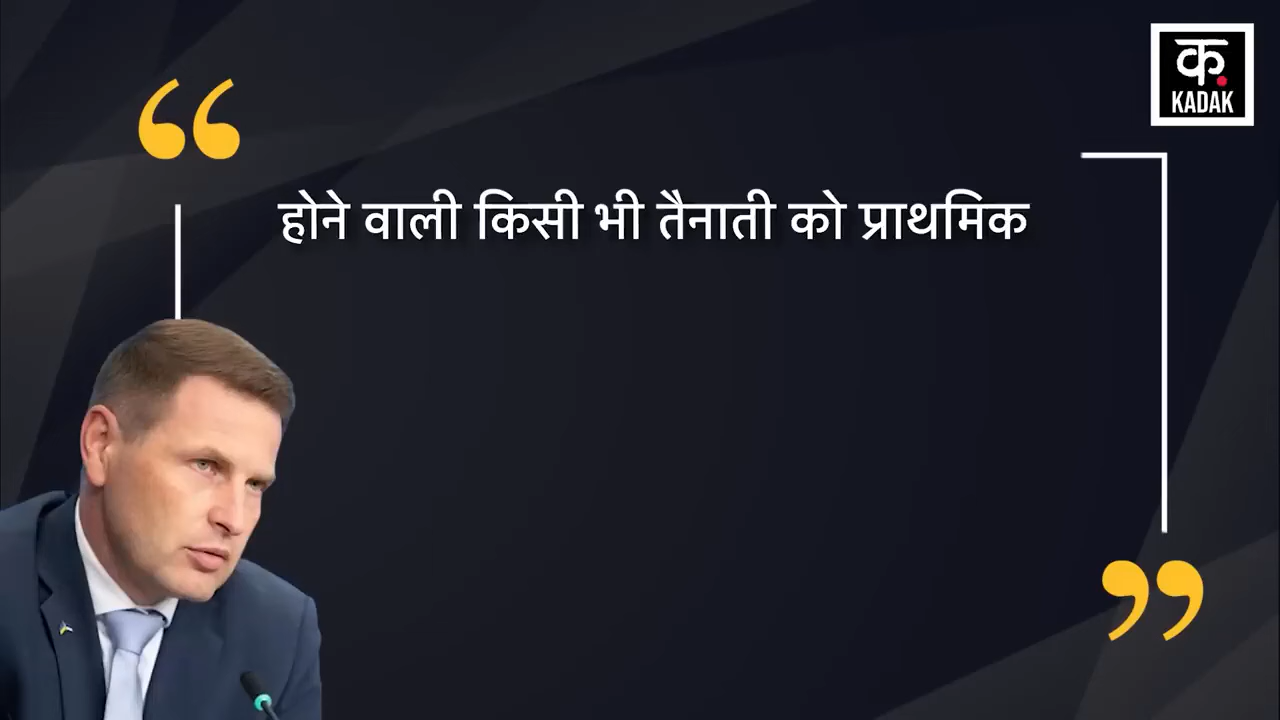 क.
KADAK
“
होने वाली किसी भी तैनाती को प्राथमिक
”